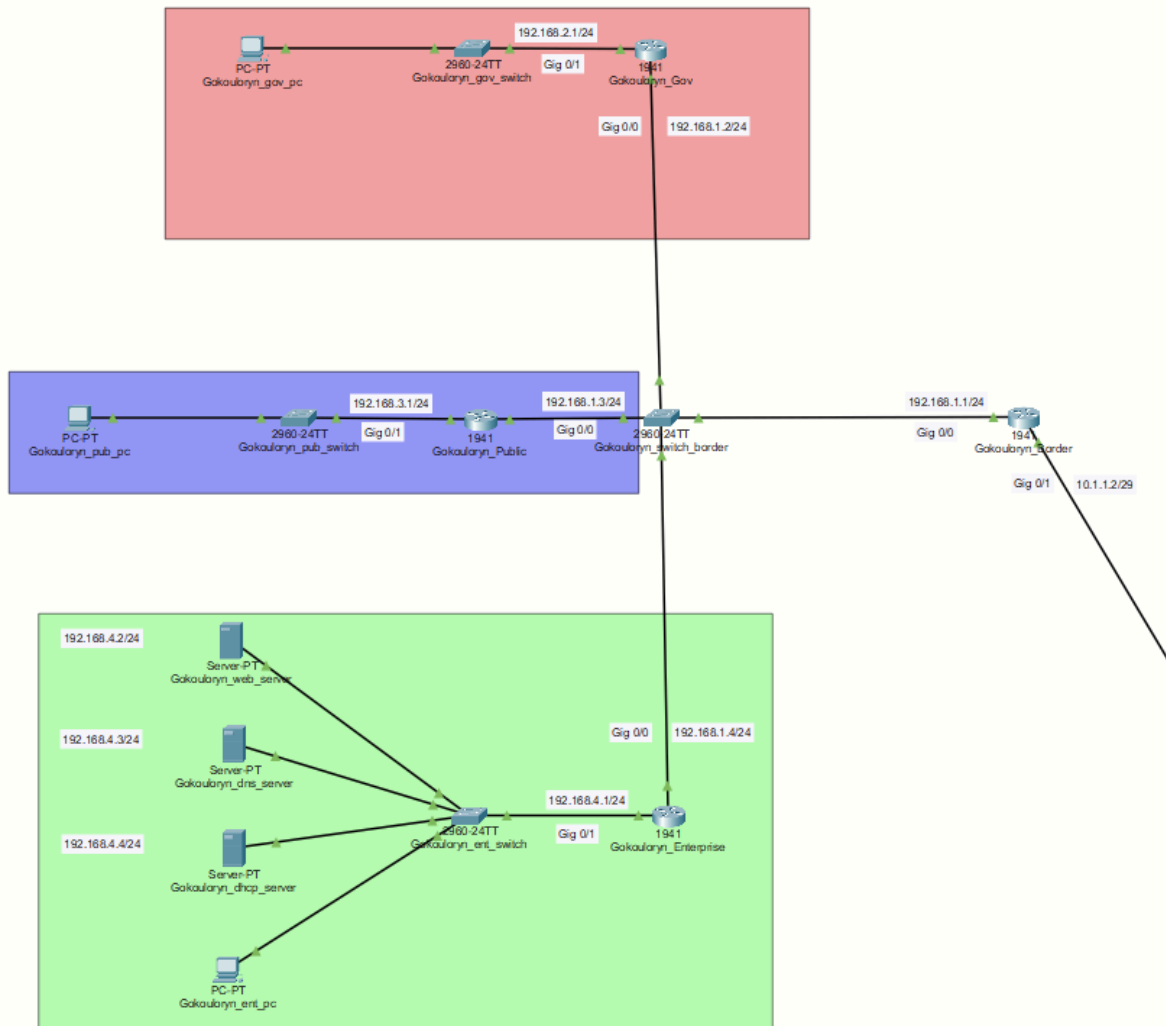 192.168.2.1/24
PC-PT
Gokoularyn_gov_pc
2960-24TT
Gokoularyn_gov_switch
Gig 0/1
1941
Gokoularyn_Gov
Gig 0/0
192.168.1.2/24
PC-PT
Gokoularyn_pub_pc
2960-24TT
Gokoularyn_pub_switch
192.168.3.1/24
Gig 0/1
1941
Gokoularyn_Public
192.168.1.3/24
Gig 0/0
2960-24TT
Gokoularyn_switch_border
192.168.1.1/24
Gig 0/0
1941
Gokoularyn_Border
Gig 0/1
10.1.1.2/29
192.168.4.2/24
Server-PT
Gokoularyn_web_server
192.168.4.3/24
Server-PT
Gokoularyn_dns_server
192.168.4.4/24
Server-PT
Gokoularyn_dhcp_server
PC-PT
Gokoularyn_ent_pc
2960-24TT
Gokoularyn_ent_switch
192.168.4.1/24
Gig 0/1
Gig 0/0
192.168.1.4/24
1941
Gokoularyn_Enterprise